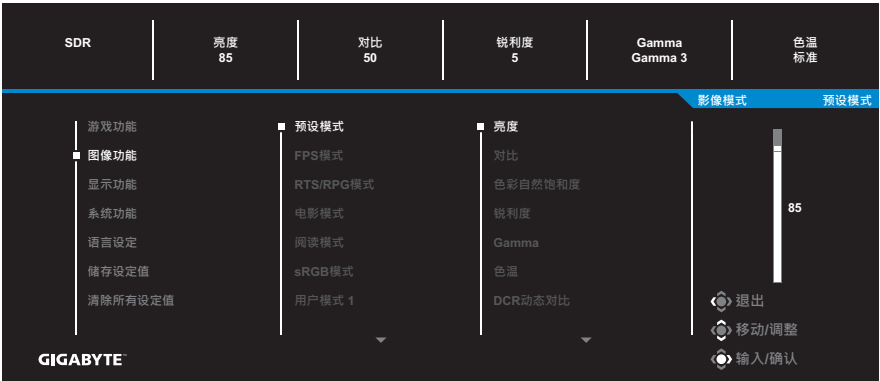 SDR
亮度
85
对比
50
锐利度
5
Gamma
Gamma 3
色温
标准
影像模式 预设模式
游戏功能
图像功能
显示功能
系统功能
语言设定
储存设定值
清除所有设定值
预设模式
FPS模式
RTS/RPG模式
电影模式
阅读模式
sRGB模式
用户模式 1
亮度
对比
色彩自然饱和度
锐利度
Gamma
色温
DCR动态对比
85
退出
移动/调整
输入/确认
GIGABYTE™